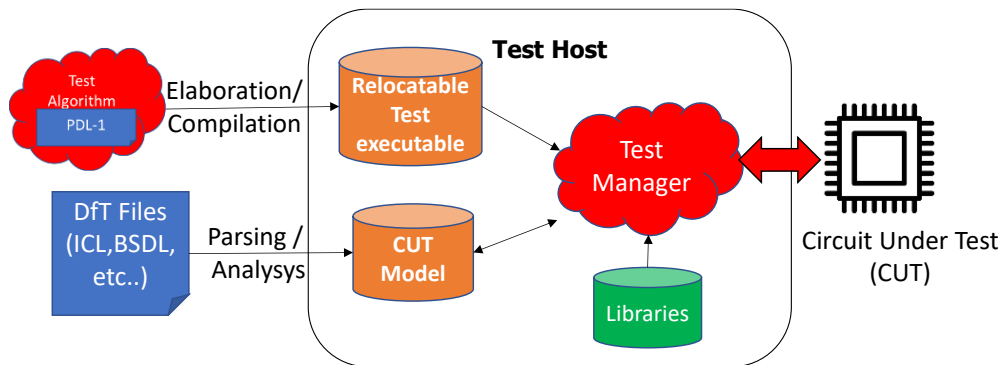 Test Host
Test
Algorithm
PDL-1
Elaboration/
Compilation
Relocatable
Test
executable
Test
Manager
DfT Files
(ICL,BSDL,
etc..)
Parsing /
Analysys
CUT
Model
Libraries
Circuit Under Test
(CUT)